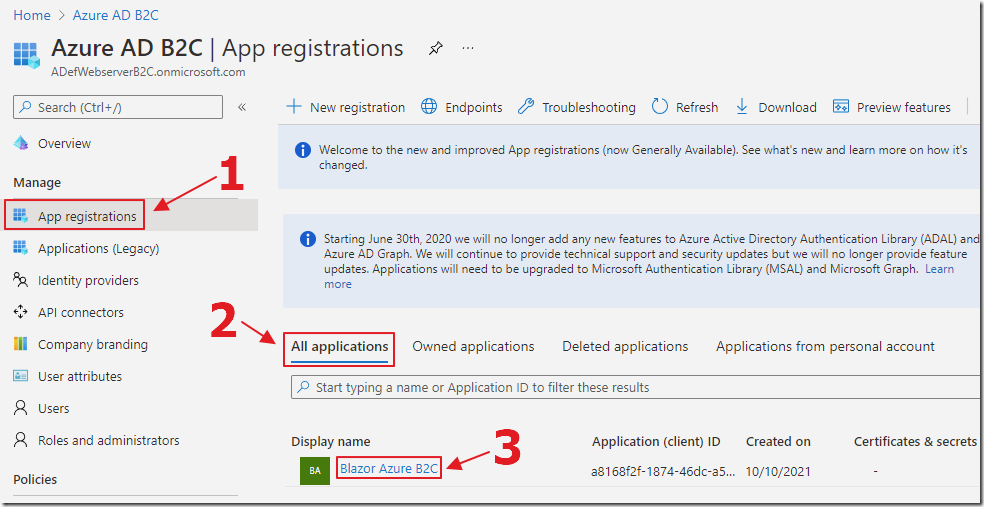 Home > Azure AD B2C
Azure AD B2C | App registrations
ADefWebserverB2C.onmicrosoft.com
Search (Ctrl+/)
Overview
Manage
1
App registrations
Applications (Legacy)
Identity providers
API connectors
Company branding
User attributes
Users
Roles and administrators
Policies
New registration
Endpoints
Troubleshooting
Refresh
Download
Preview features
Welcome to the new and improved App registrations (now Generally Available). See what's new and learn more on how it's
changed.
Starting June 30th, 2020 we will no longer add any new features to Azure Active Directory Authentication Library (ADAL) and
Azure AD Graph. We will continue to provide technical support and security updates but we will no longer provide feature
updates. Applications will need to be upgraded to Microsoft Authentication Library (MSAL) and Microsoft Graph. Learn
more
2
All applications
Owned applications
Deleted applications
Applications from personal account
Start typing a name or Application ID to filter these results
Display name
Application (client) ID
Created on
Certificates & secrets
3
BA
Blazor Azure B2C
a8168f2f-1874-46dc-a5...
10/10/2021
-